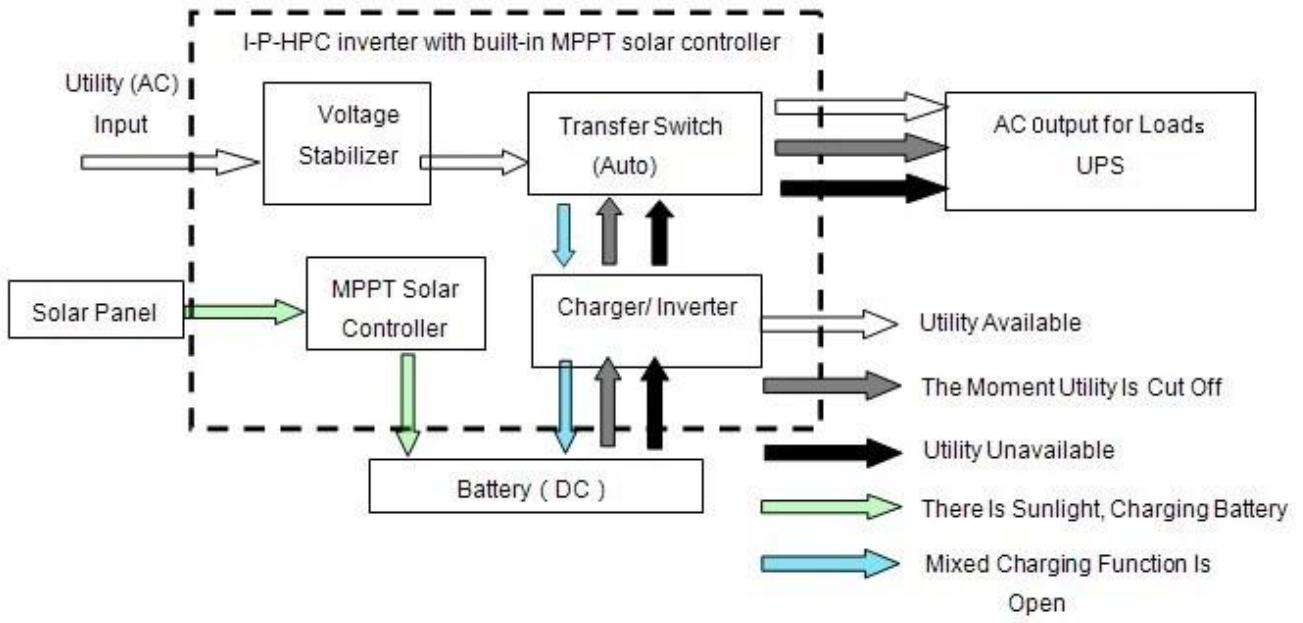 I-P-HPC inverter with built-in MPPT solar controller
Utility (AC)
Input
Voltage
Stabilizer
Transfer Switch
(Auto)
AC Output for Loads
UPS
Solar Panel
MPPT Solar
Controller
Charger/ Inverter
Battery ( DC )
Utility Available
The Moment Utility Is Cut Off
Utility Unavailable
There Is Sunlight, Charging Battery
Mixed Charging Function Is
Open